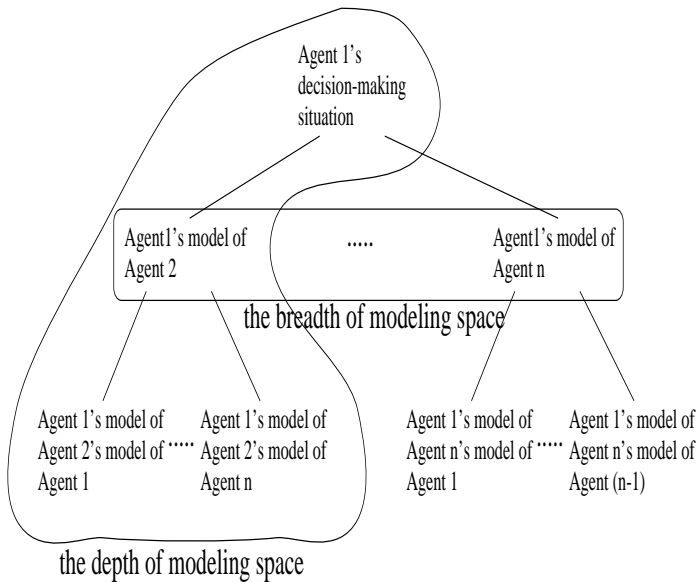 Agent 1's
decision-making
situation
Agent1's model of
Agent 2
.....
Agent1's model of
Agent n
the breadth of modeling space
Agent 1's model of
Agent 2's model of
Agent 1
.....
Agent 1's model of
Agent 2's model of
Agent n
Agent 1's model of
Agent n's model of
Agent 1
.....
Agent 1's model of
Agent n's model of
Agent (n-1)
the depth of modeling space